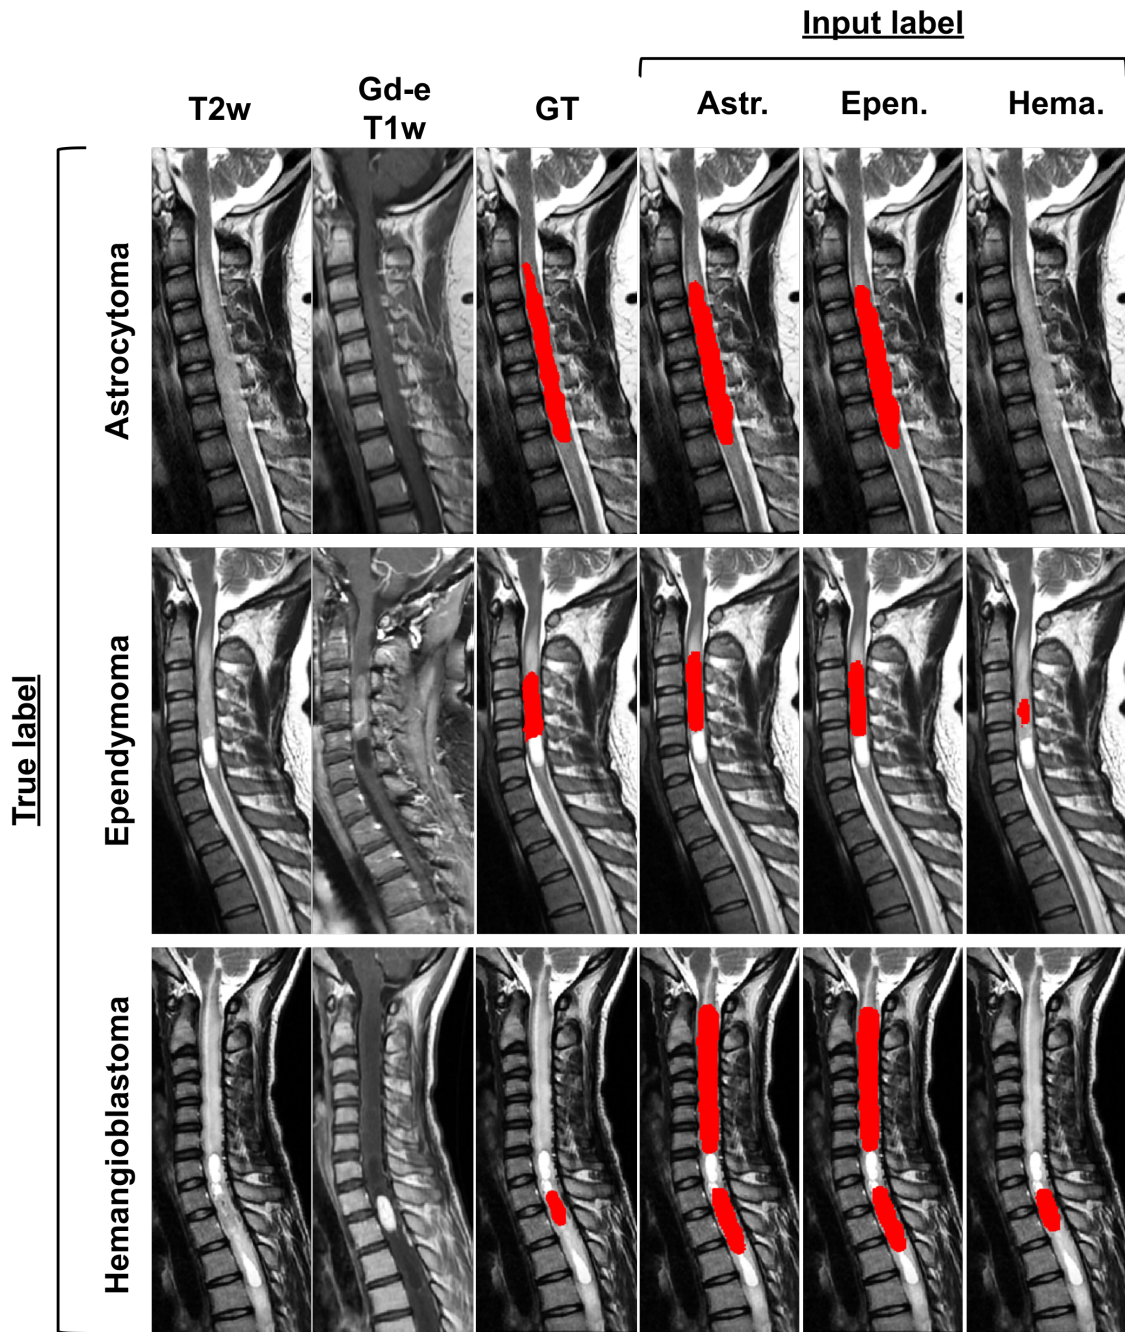 Input label
T2w
Gd-e
T1w
GT
Astr.
Epen.
Hema.
True label
Astrocytoma
Ependymoma
Hemangioblastoma